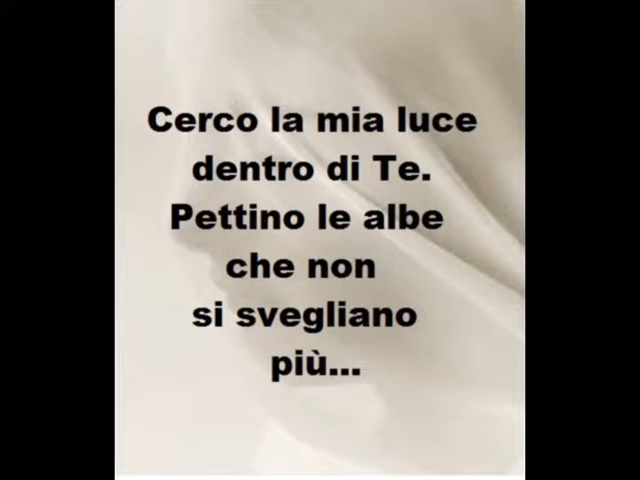 Cerco la mia luce
dentro di Te.
Pettino le albe
che non
si svegliano
più...